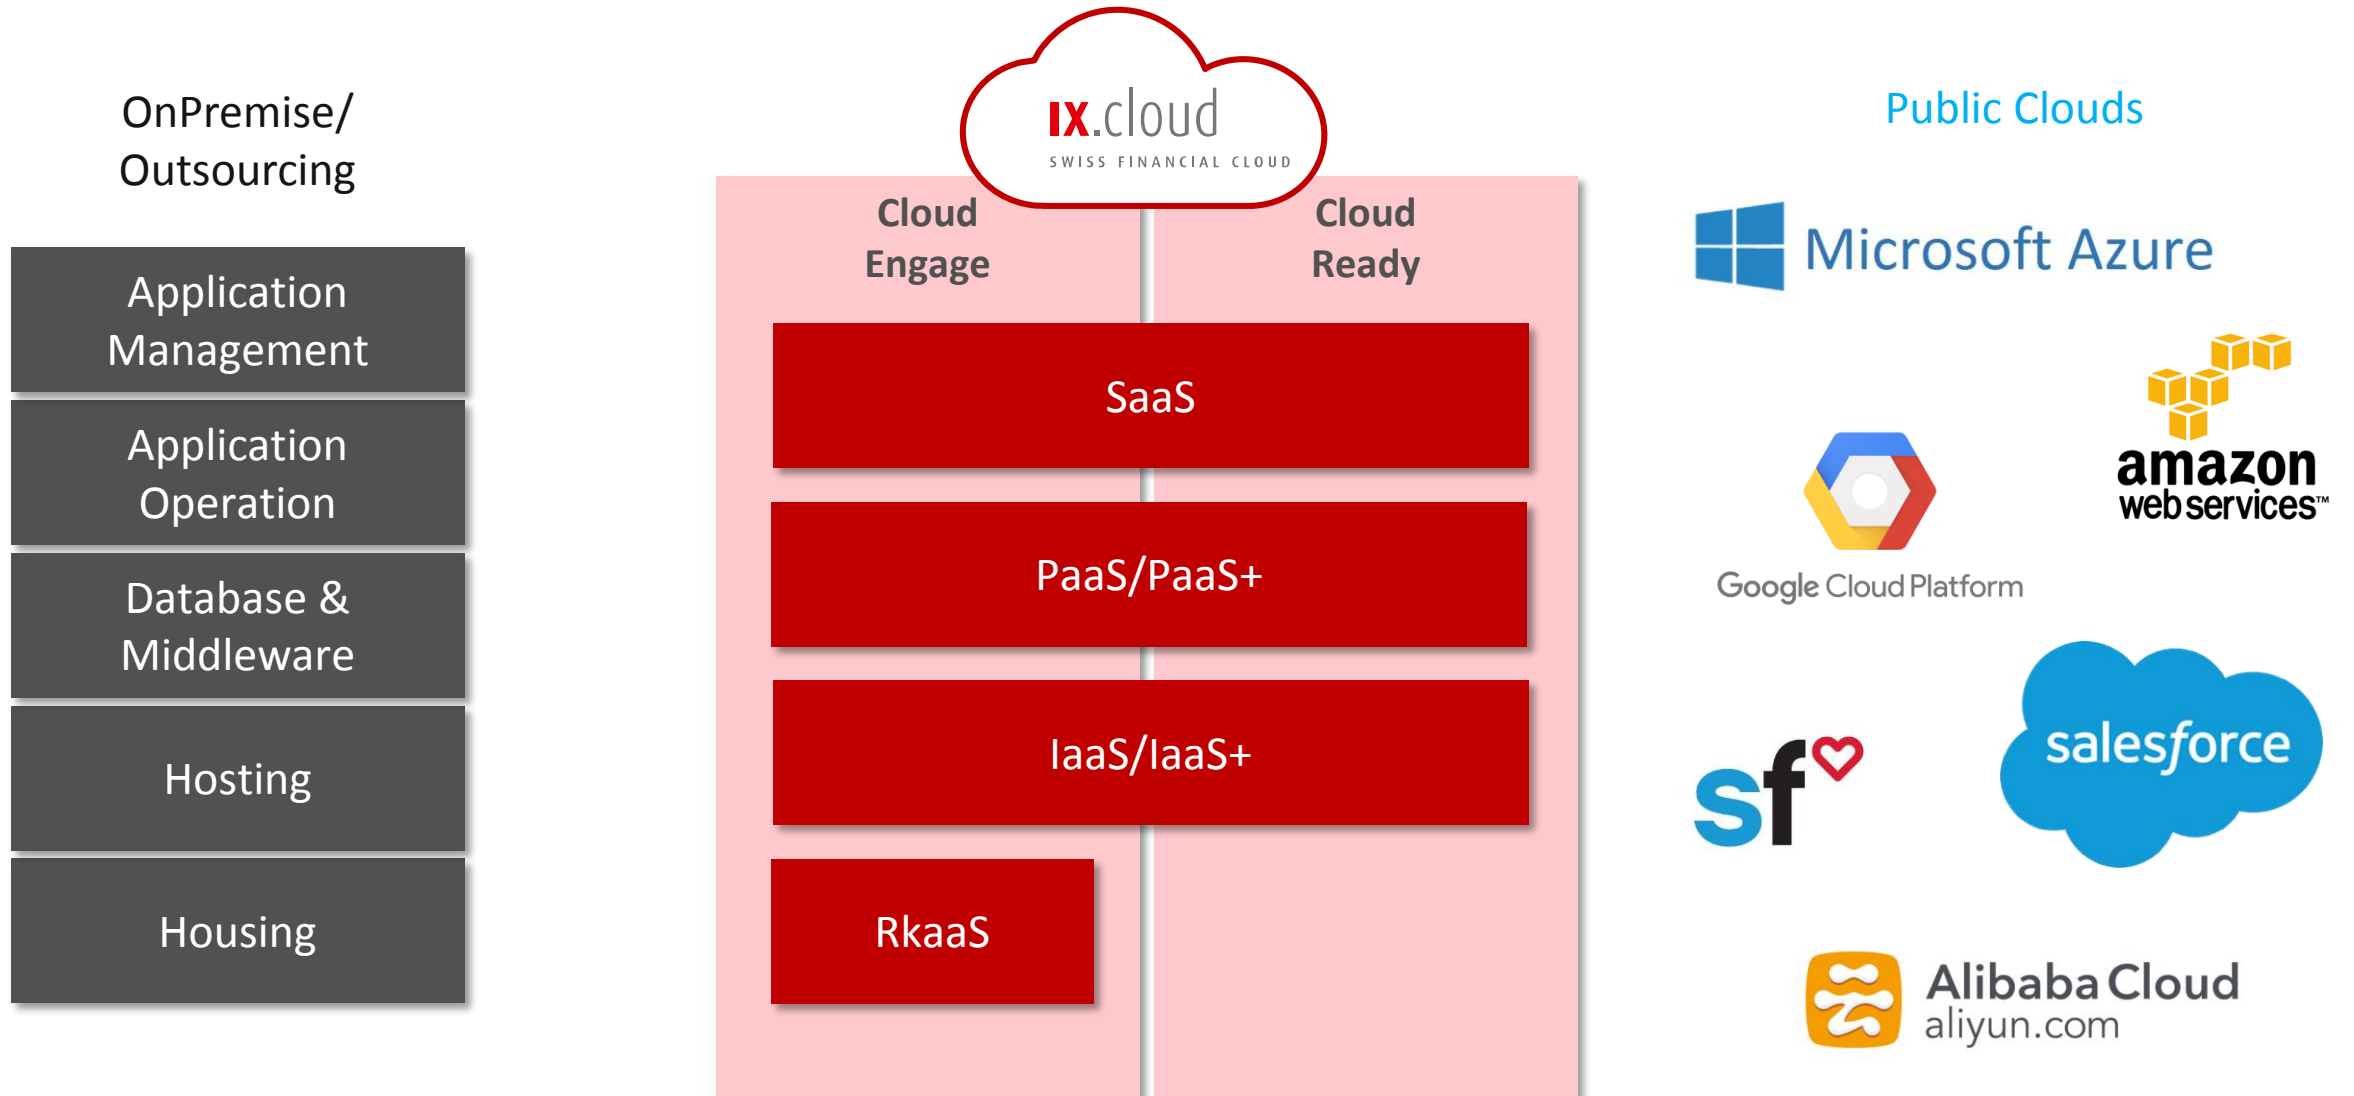 OnPremise/
Outsourcing
Application
Management
Application
Operation
Database &
Middleware
Hosting
Housing
IX.cloud
SWISS FINANCIAL CLOUD
Cloud
Engage
Cloud
Ready
SaaS
PaaS/PaaS+
IaaS/IaaS+
RkaaS
Public Clouds
Microsoft Azure
amazon
web services™
Google Cloud Platform
salesforce
sf
Alibaba Cloud
aliyun.com